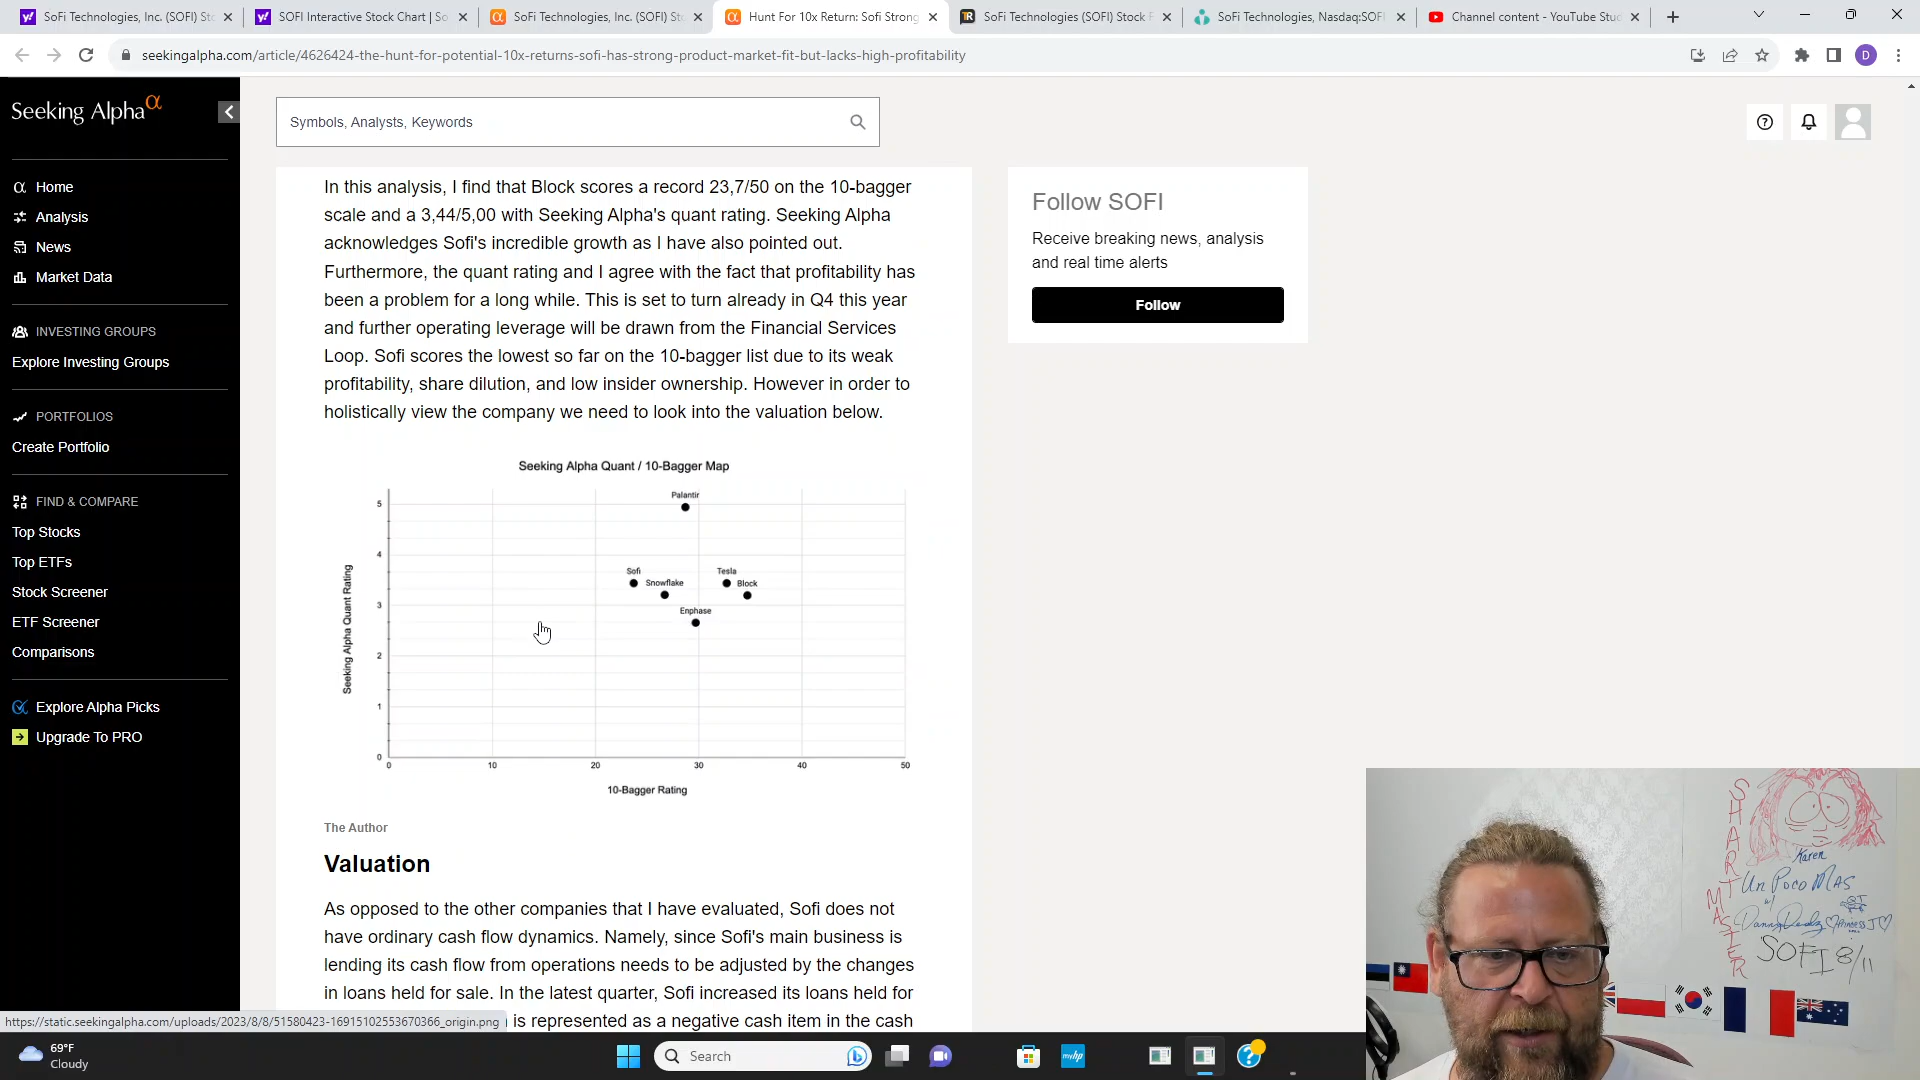 SoFi Technologies, Inc. (SOFI) St
SOFI Interactive Stock Chart | So
SoFi Technologies, Inc. (SOFI) St
Hunt For 10x Return: Sofi Strong
SoFi Technologies (SOFI) Stock F
SoFi Technologies, Nasdaq:SOFI
Channel content - YouTube Stu
seekingalpha.com/article/4626424-the-hunt-for-potential-10x-returns-sofi-has-strong-product-market-fit-but-lacks-high-profitability
D
Seeking Alpha α
Home
Analysis
News
Market Data
INVESTING GROUPS
Explore Investing Groups
PORTFOLIOS
Create Portfolio
FIND & COMPARE
Top Stocks
Top ETFs
Stock Screener
ETF Screener
Comparisons
Explore Alpha Picks
Upgrade To PRO
Symbols, Analysts, Keywords
In this analysis, I find that Block scores a record 23,7/50 on the 10-bagger
scale and a 3,44/5,00 with Seeking Alpha's quant rating. Seeking Alpha
acknowledges Sofi's incredible growth as I have also pointed out.
Furthermore, the quant rating and I agree with the fact that profitability has
been a problem for a long while. This is set to turn already in Q4 this year
and further operating leverage will be drawn from the Financial Services
Loop. Sofi scores the lowest so far on the 10-bagger list due to its weak
profitability, share dilution, and low insider ownership. However in order to
holistically view the company we need to look into the valuation below.
Seeking Alpha Quant / 10-Bagger Map
Seeking Alpha Quant Rating
5
4
3
2
1
0
Palantir
Sofi
Snowflake
Tesla
Block
Enphase
0 10 20 30 40 50
10-Bagger Rating
The Author
Valuation
As opposed to the other companies that I have evaluated, Sofi does not
have ordinary cash flow dynamics. Namely, since Sofi's main business is
lending its cash flow from operations needs to be adjusted by the changes
in loans held for sale. In the latest quarter, Sofi increased its loans held for
is represented as a negative cash item in the cash
Follow SOFI
Receive breaking news, analysis
and real time alerts
Follow
SHARTMASTER
Karen
Un Poco MAS
w/
Danny Dealz
Princess J
SOFI 8/11
https://static.seekingalpha.com/uploads/2023/8/8/51580423-16915102553670366_origin.png
69°F
Cloudy
Search
myhp